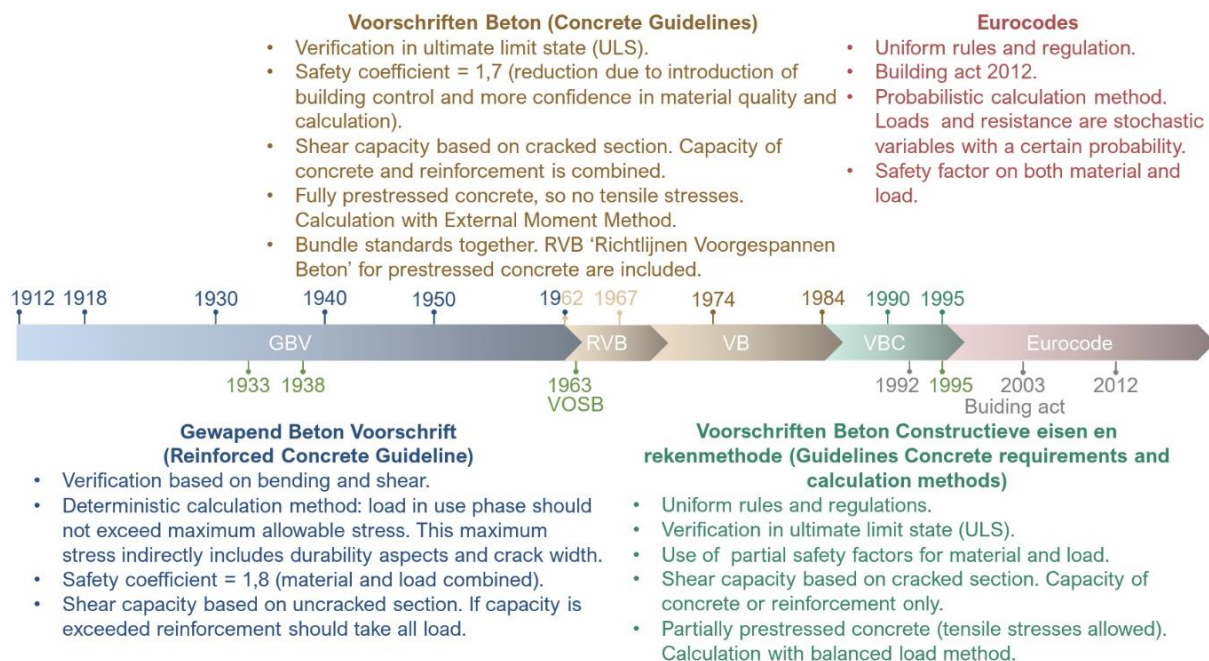 Voorschriften Beton (Concrete Guidelines)
• Verification in ultimate limit state (ULS).
• Safety coefficient = 1,7 (reduction due to introduction of
building control and more confidence in material quality and
calculation).
• Shear capacity based on cracked section. Capacity of
concrete and reinforcement is combined.
• Fully prestressed concrete, so no tensile stresses.
Calculation with External Moment Method.
• Bundle standards together. RVB ‘Richtlijnen Voorgespannen
Beton’ for prestressed concrete are included.
Eurocodes
• Uniform rules and regulation.
• Building act 2012.
• Probabilistic calculation method.
Loads and resistance are stochastic
variables with a certain probability.
• Safety factor on both material and
load.
1912 1918 1930 1940 1950 1962 1967 1974 1984 1990 1995
GBV RVB VB VBC Eurocode
1933 1938 1963 1992 1995 2003 2012
VOSB Buiding act
Gewapend Beton Voorschrift
(Reinforced Concrete Guideline)
• Verification based on bending and shear.
• Deterministic calculation method: load in use phase should
not exceed maximum allowable stress. This maximum
stress indirectly includes durability aspects and crack width.
• Safety coefficient = 1,8 (material and load combined).
• Shear capacity based on uncracked section. If capacity is
exceeded reinforcement should take all load.
Voorschriften Beton Constructieve eisen en
rekenmethode (Guidelines Concrete requirements and
calculation methods)
• Uniform rules and regulations.
• Verification in ultimate limit state (ULS).
• Use of partial safety factors for material and load.
• Shear capacity based on cracked section. Capacity of
concrete or reinforcement only.
• Partially prestressed concrete (tensile stresses allowed).
Calculation with balanced load method.